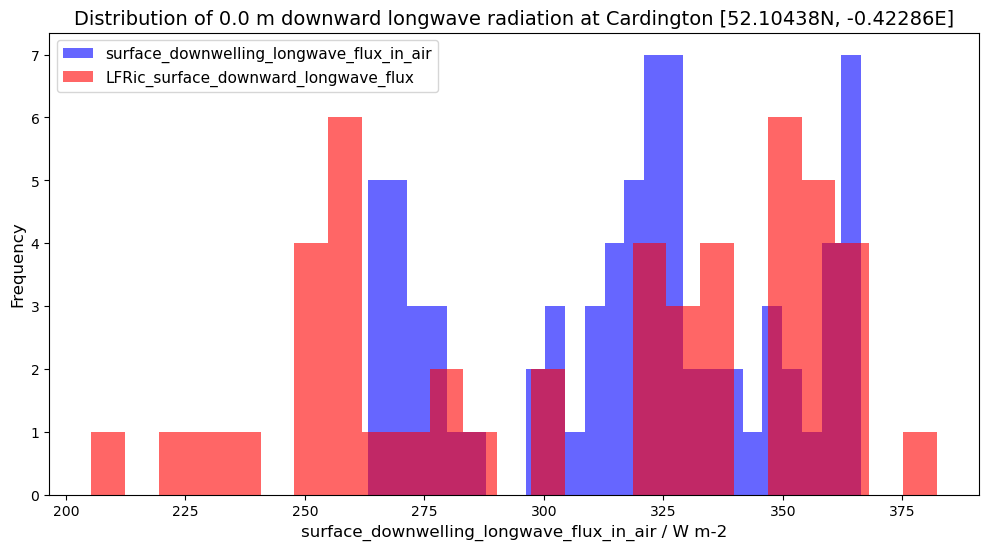 Distribution of 0.0 m downward longwave radiation at Cardington [52.10438N, -0.42286E]
surface_downwelling_longwave_flux_in_air
LFRic_surface_downward_longwave_flux
Frequency
7
6
5
4
3
2
1
0
200 225 250 275 300 325 350 375
surface_downwelling_longwave_flux_in_air / W m-2